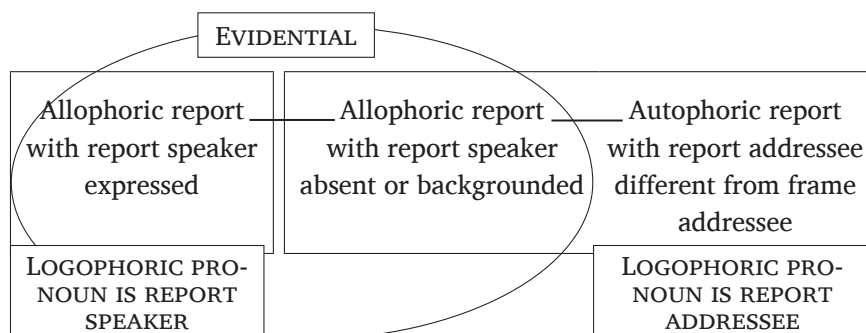 EVIDENTIAL
Allophoric report
with report speaker
expressed
Allophoric report
with report speaker
absent or backgrounded
Autophoric report
with report addressee
different from frame
addressee
LOGOPHORIC PRO-
NOUN IS REPORT
SPEAKER
LOGOPHORIC PRO-
NOUN IS REPORT
ADDRESSEE